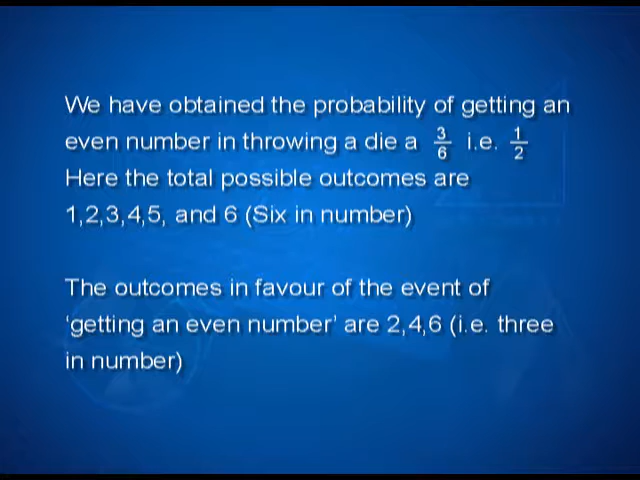 We have obtained the probability of getting an
even number in throwing a die a 3/6 i.e. 1/2
Here the total possible outcomes are
1,2,3,4,5, and 6 (Six in number)
The outcomes in favour of the event of
‘getting an even number’ are 2,4,6 (i.e. three
in number)